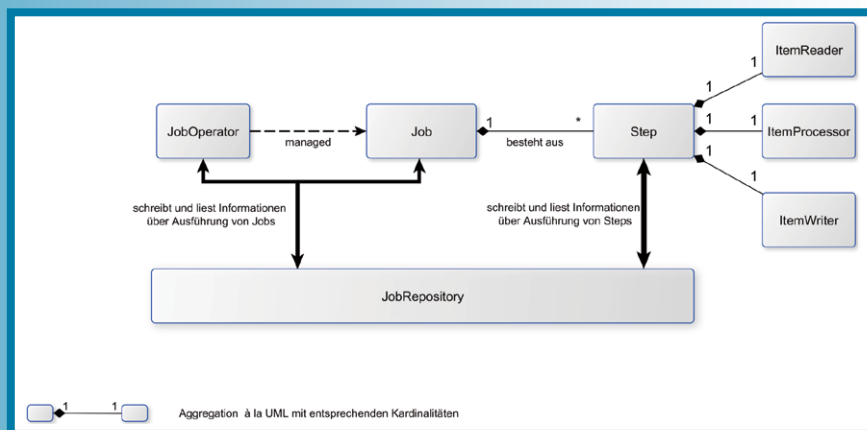 ItemReader
1
1
JobOperator
managed
Job
1
besteht aus
*
Step
1
1
ItemProcessor
1
1
ItemWriter
schreibt und liest Informationen
über Ausführung von Jobs
schreibt und liest Informationen
über Ausführung von Steps
JobRepository
1
1
Aggregation à la UML mit entsprechenden Kardinalitäten